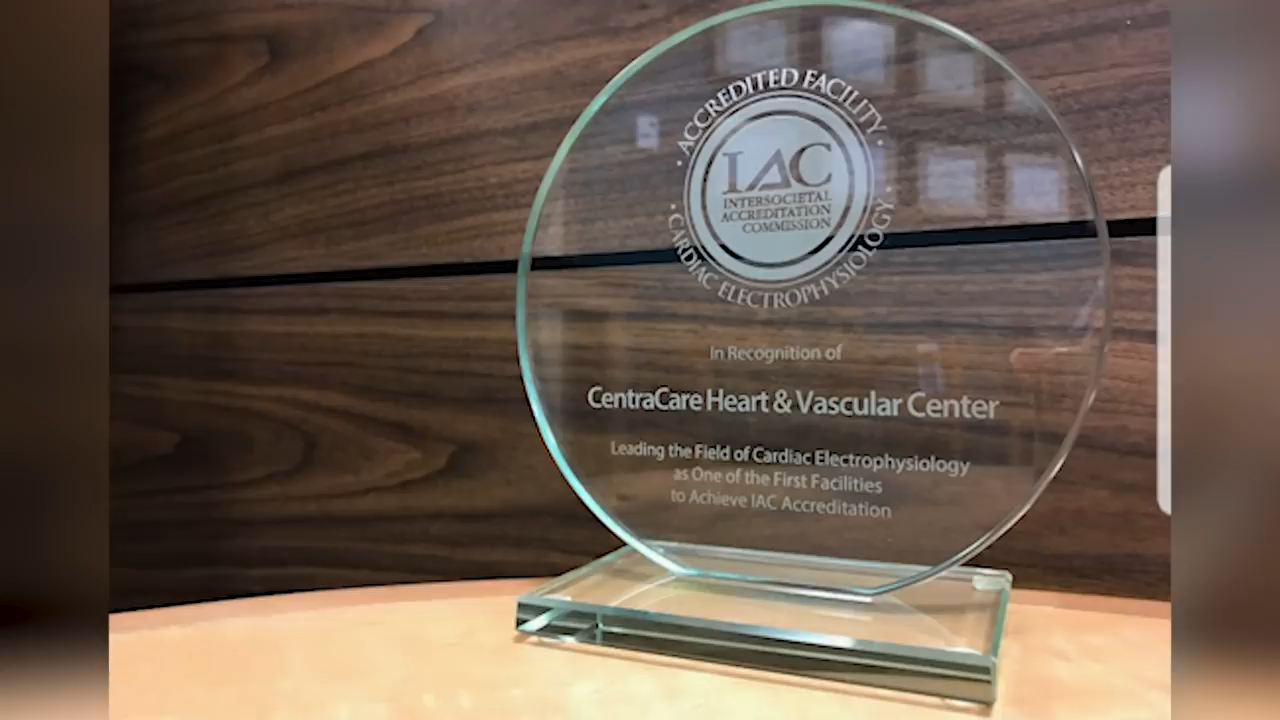 · ACCREDITED FACILITY ·
IAC
INTERSOCIETAL
ACCREDITATION
COMMISSION
· CARDIAC ELECTROPHYSIOLOGY ·
In Recognition of
CentraCare Heart & Vascular Center
Leading the Field of Cardiac Electrophysiology
as One of the First Facilities
to Achieve IAC Accreditation